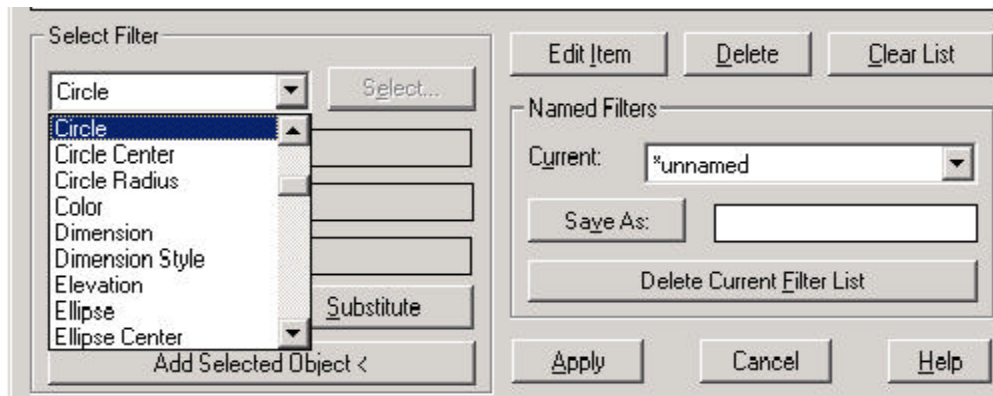 Select Filter
Circle
Select...
Circle
Circle Center
Circle Radius
Color
Dimension
Dimension Style
Elevation
Ellipse
Ellipse Center
Substitute
Add Selected Object <
Edit Item
Delete
Clear List
Named Filters
Current:
*unnamed
Save As:
Delete Current Filter List
Apply
Cancel
Help